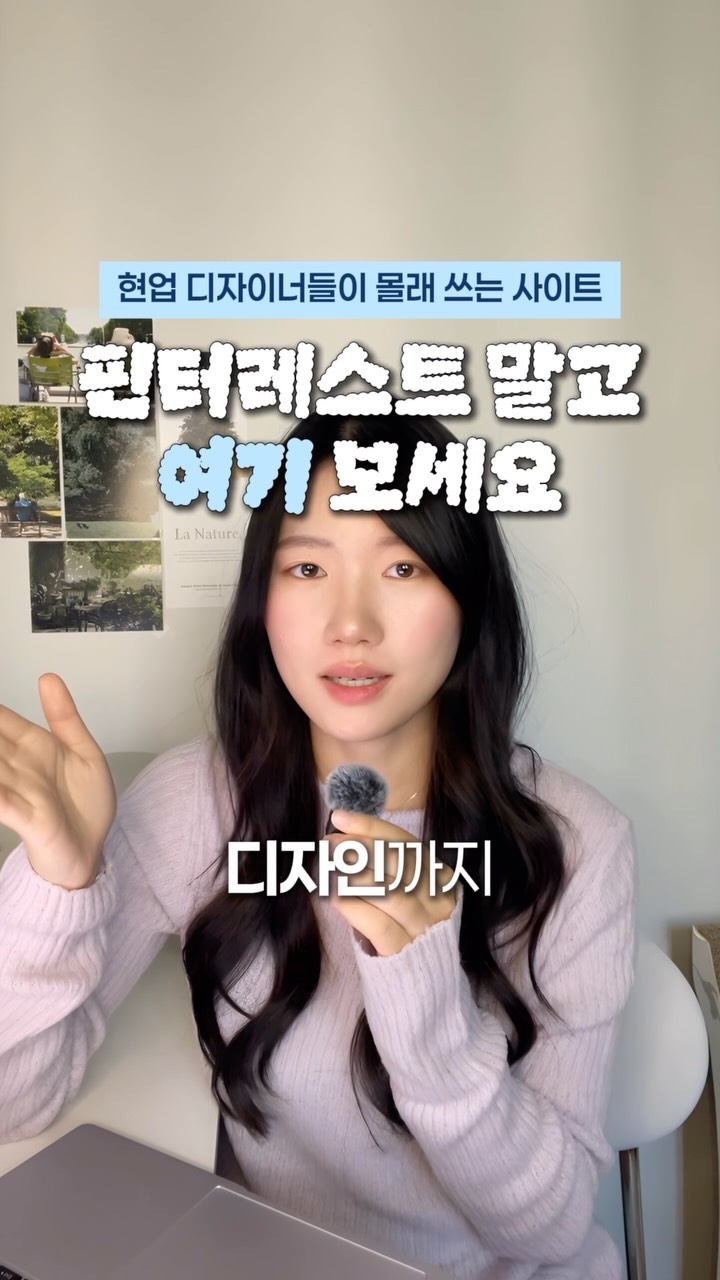 현업 디자이너들이 몰래 쓰는 사이트
핀터레스트 말고
여기 보세요
La Nature,
디자인까지